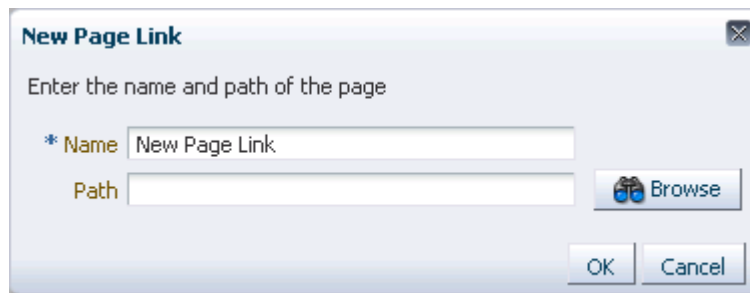 New Page Link
Enter the name and path of the page
* Name New Page Link
Path
Browse
OK Cancel